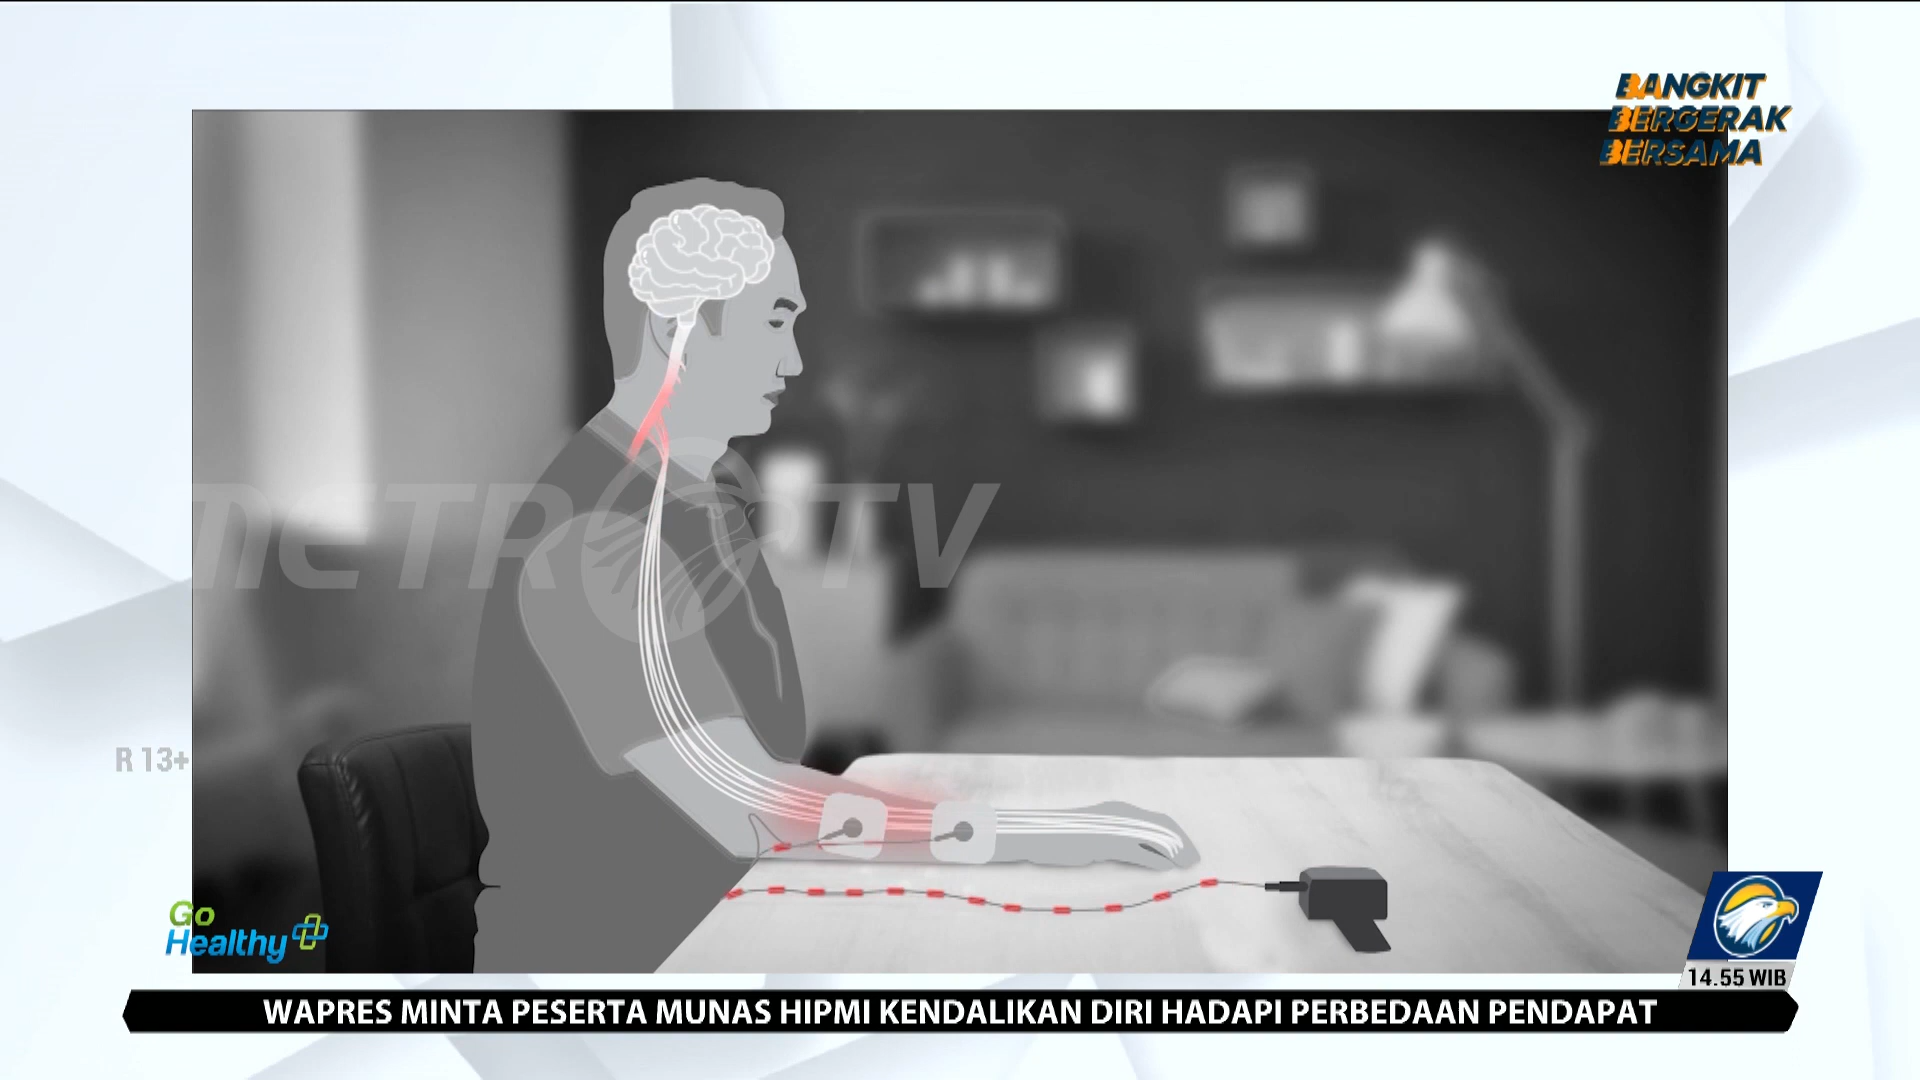 BANGKIT
BERGERAK
BERSAMA
METRO TV
R 13+
Go
Healthy
14.55 WIB
WAPRES MINTA PESERTA MUNAS HIPMI KENDALIKAN DIRI HADAPI PERBEDAAN PENDAPAT